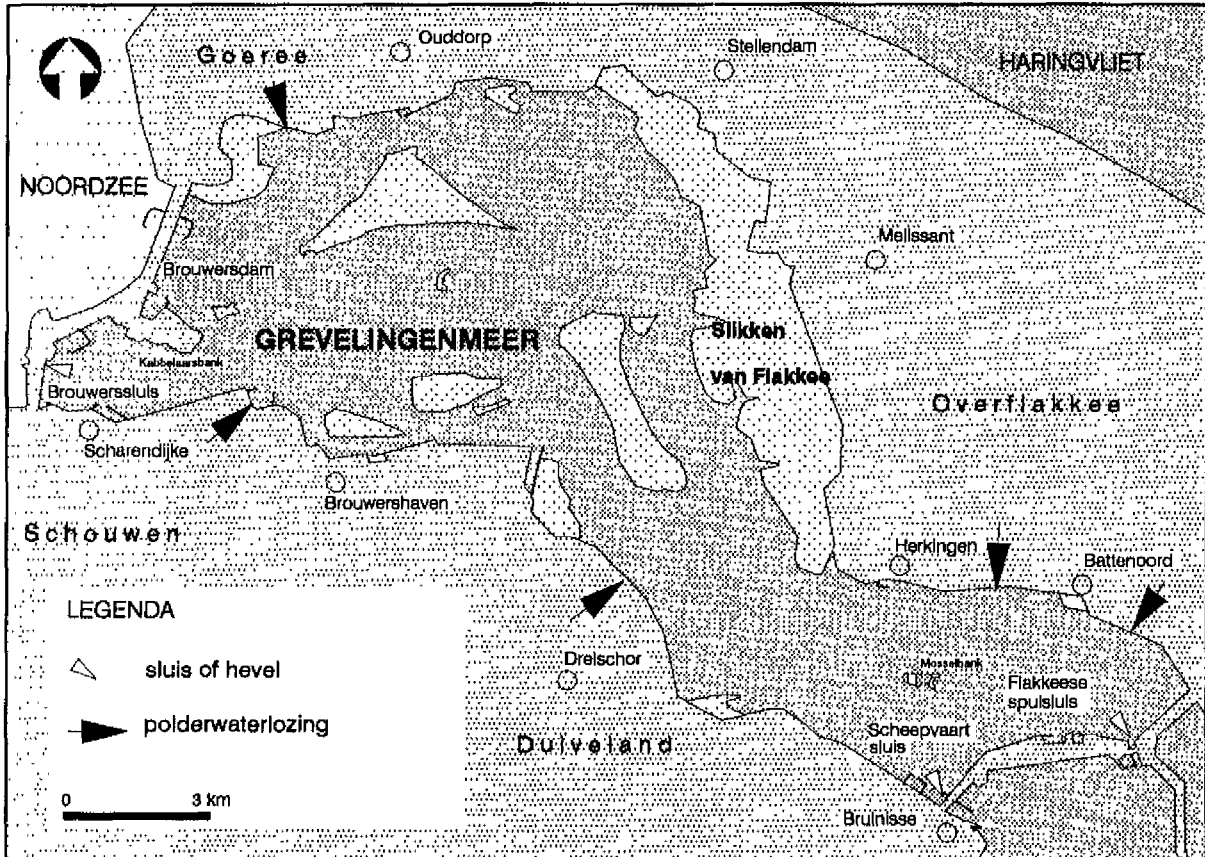 Ouddorp
Goeree
Stellendam
HARINGVLIET
NOORDZEE
Melissant
Brouwersdam
GREVELINGENMEER
Slikken
van Flakkee
Kabbelaarsbank
Brouwerssluis
Overflakkee
Scharendijke
Brouwershaven
Schouwen
Herkingen
Battenoord
LEGENDA
sluis of hevel
polderwaterlozing
0 3 km
Dreischor
Mosselbank
Flakkeese
spuisluis
Duiveland
Scheepvaart
sluis
Bruinisse